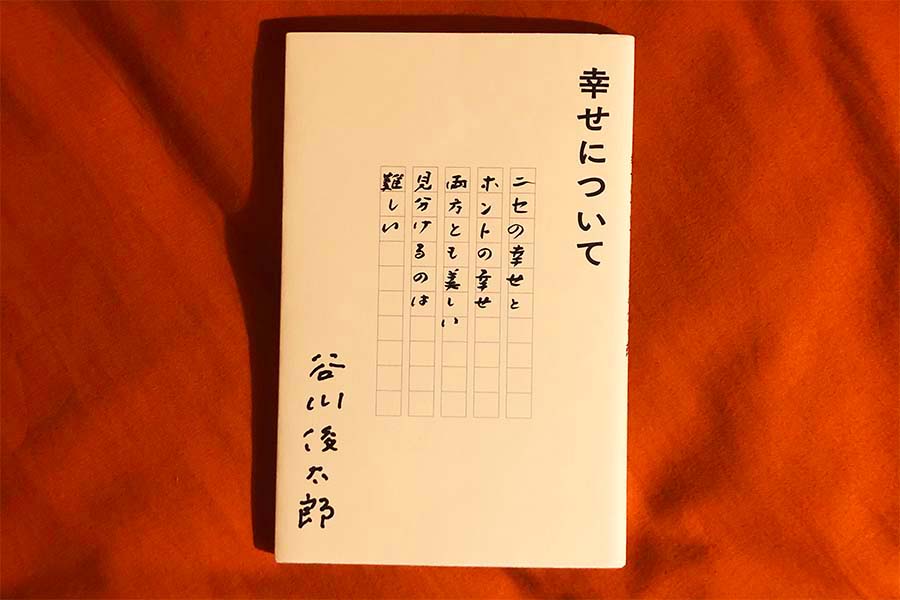 幸せについて
ニセの幸せと
ホントの幸せ
両方とも美しい
見分けるのは
難しい
谷川俊太郎